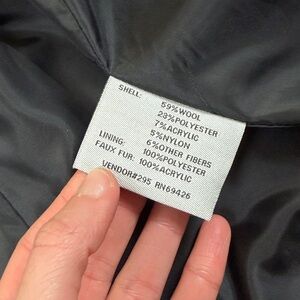 SHELL:
59%WOOL
23%POLYESTER
7%ACRYLIC
5%NYLON
6%OTHER FIBERS
LINING: 100%POLYESTER
FAUX FUR: 100%ACRYLIC
VENDOR#295 RN69426